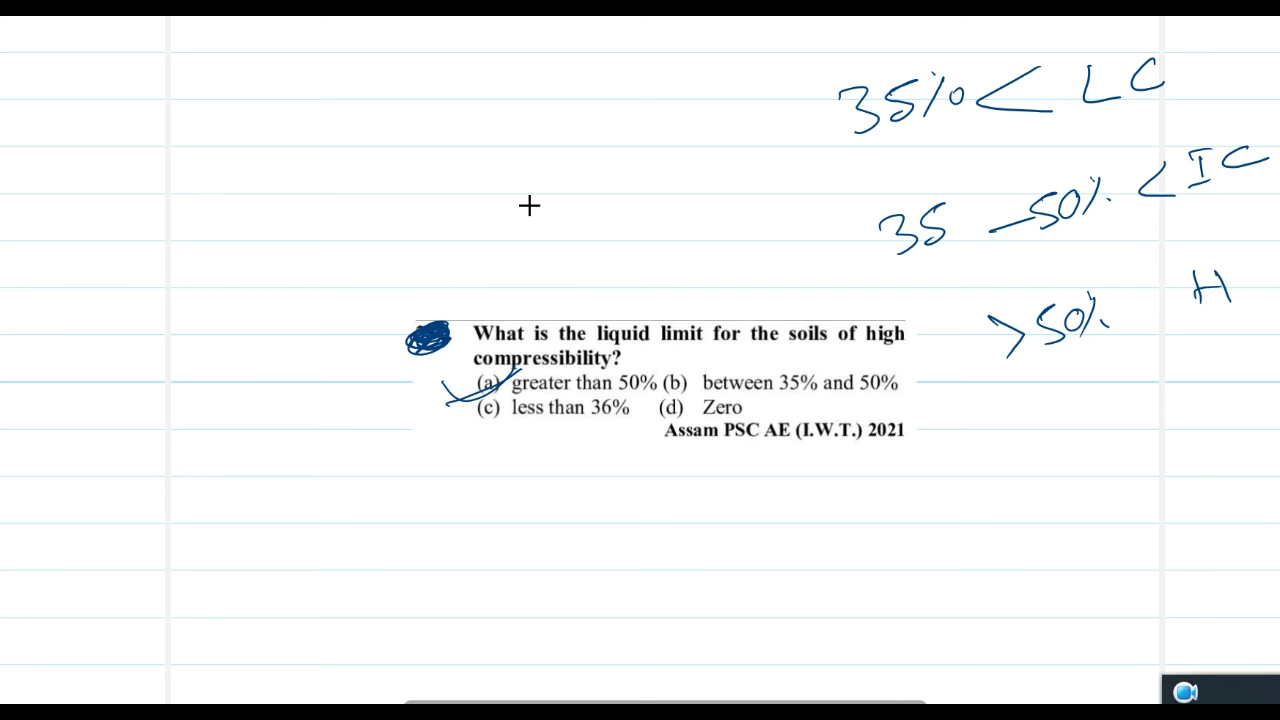 35% < LC
35 - 50% < IC
> 50% H
What is the liquid limit for the soils of high
compressibility?
(a) greater than 50% (b) between 35% and 50%
(c) less than 36% (d) Zero
Assam PSC AE (I.W.T.) 2021